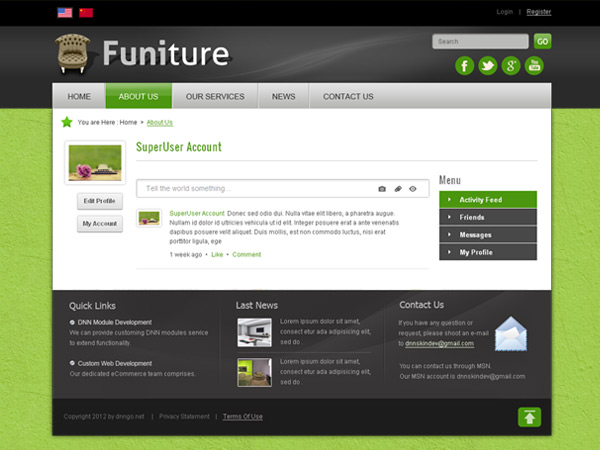 Login | Register
Funiture
Search
GO
HOME
ABOUT US
OUR SERVICES
NEWS
CONTACT US
You are Here : Home » About Us
SuperUser Account
Edit Profile
My Account
Tell the world something...
SuperUser Account Donec sed odio dui. Nulla vitae elit libero, a pharetra augue.
Nullam id dolor id ultricies vehicula ut id elit. Integer posuere erat a ante venenatis
dapibus posuere velit aliquet. Duis mollis, est non commodo luctus, nisi erat
porttitor ligula, ege
1 week ago • Like • Comment
Menu
Activity Feed
Friends
Messages
My Profile
Quick Links
DNN Module Development
We can provide customing DNN modules service
to extend functionality.
Custom Web Development
Our dedicated eCommerce team comprises.
Last News
Lorem ipsum dolor sit amet,
consect etur ada adipiscing elit,
sed do .
Lorem ipsum dolor sit amet,
consect etur ada adipiscing elit,
sed do .
Contact Us
If you have any question or
request, please shoot an e-mail
to dnnskindev@gmail.com
You can contact us through MSN.
Our MSN account is dnnskindev@gmail.com
Copyright 2012 by dnngo.net | Privacy Statement | Terms Of Use